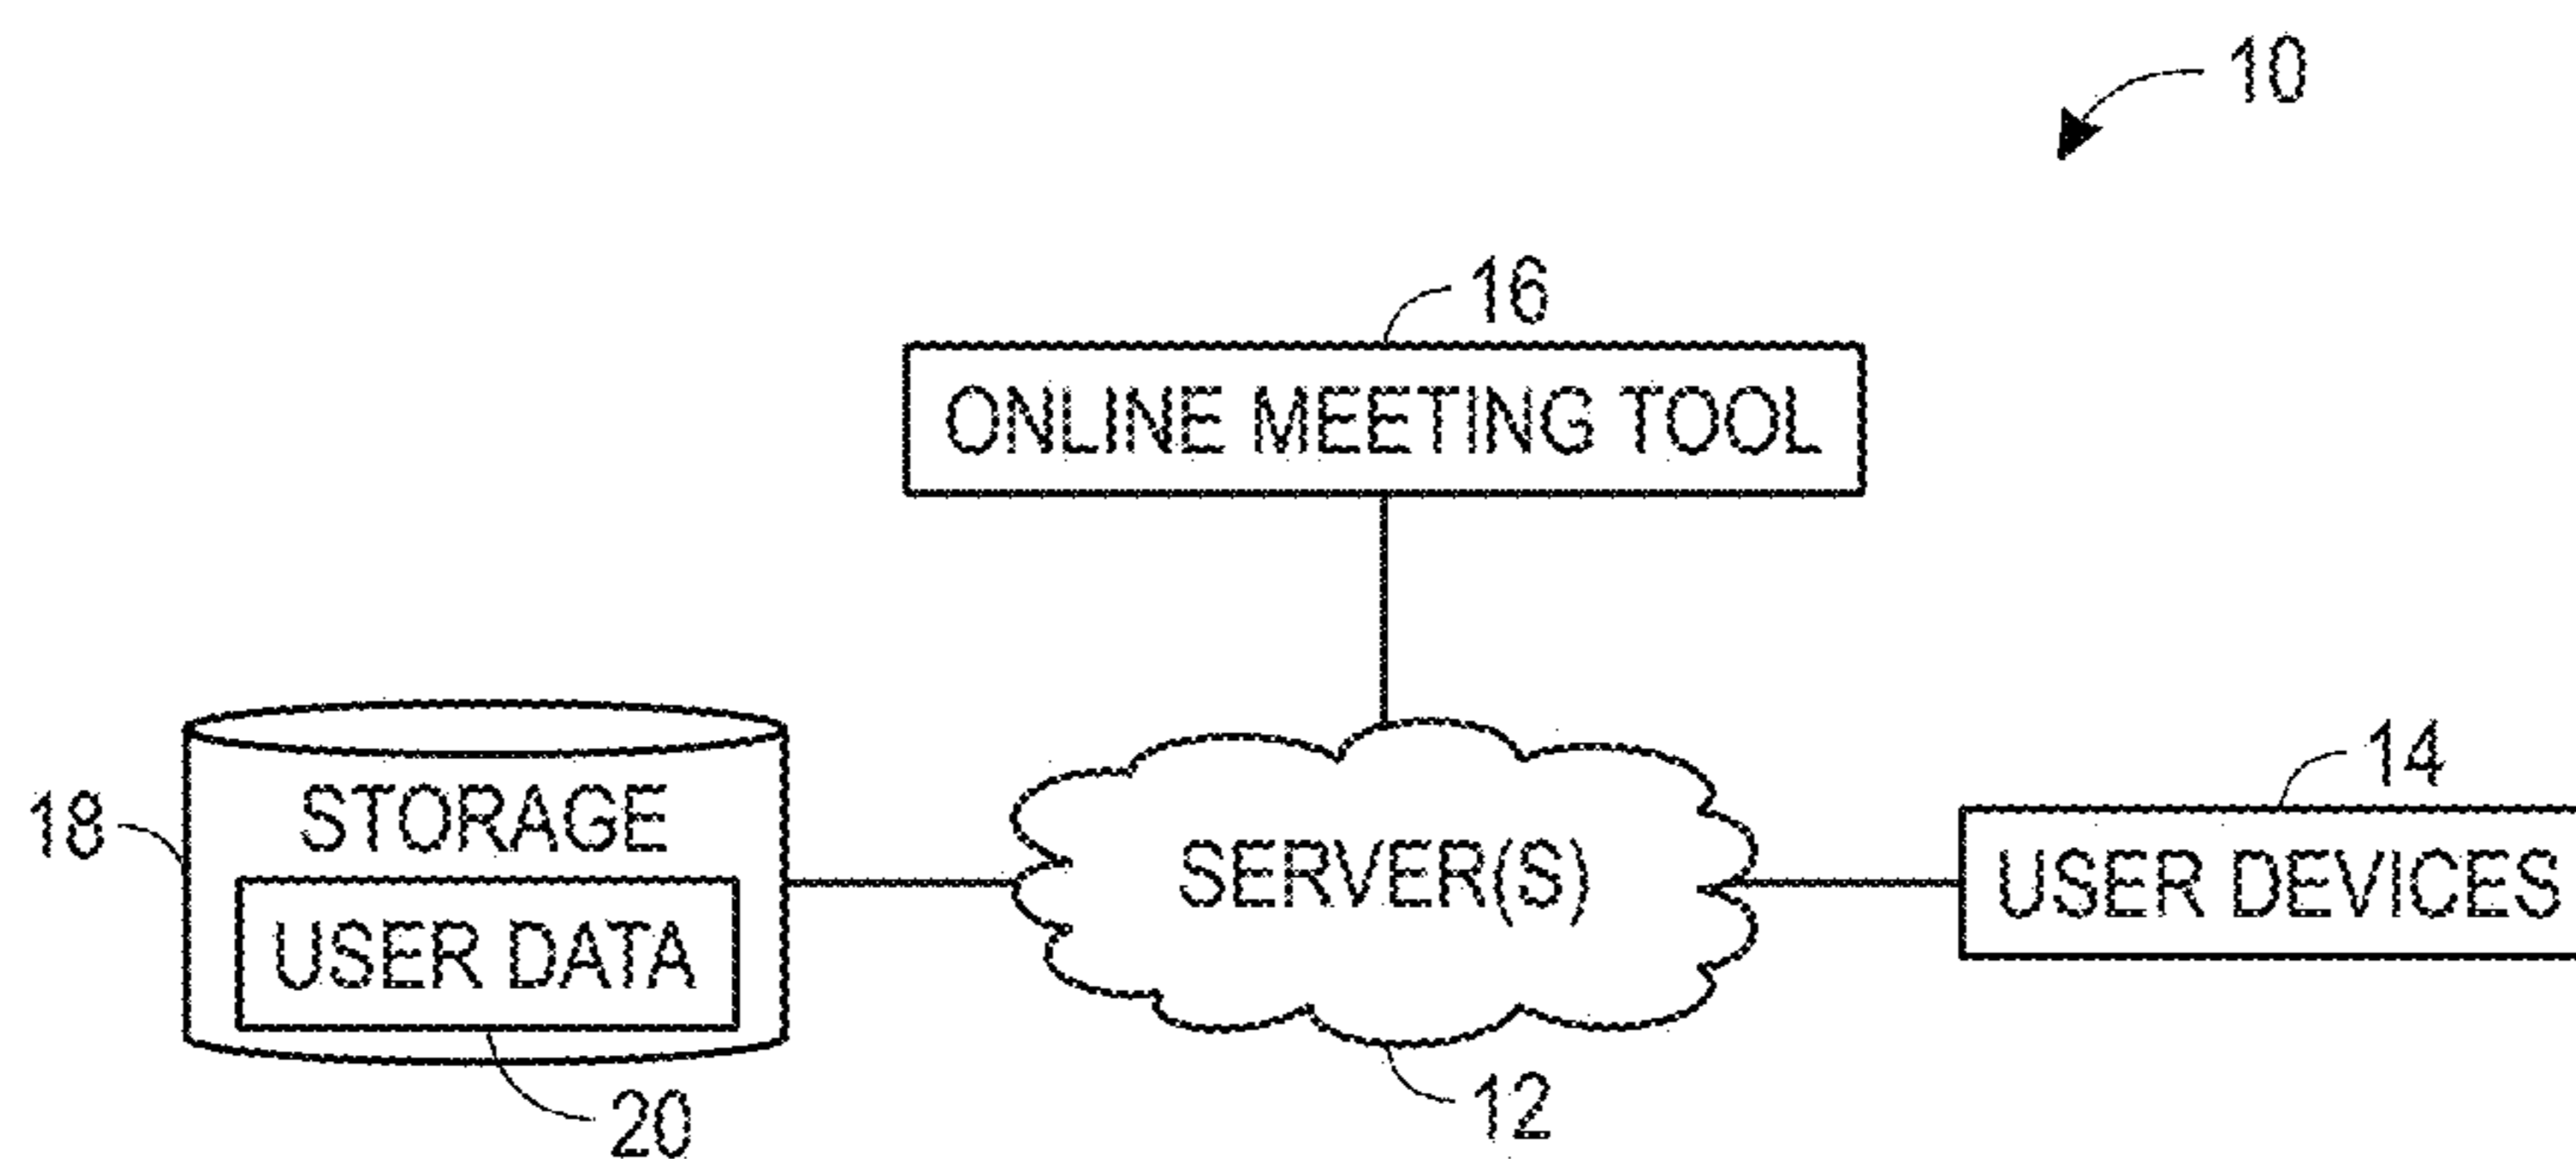 10
16
ONLINE MEETING TOOL
14
18
STORAGE
SERVER(S)
USER DEVICES
USER DATA
20
12